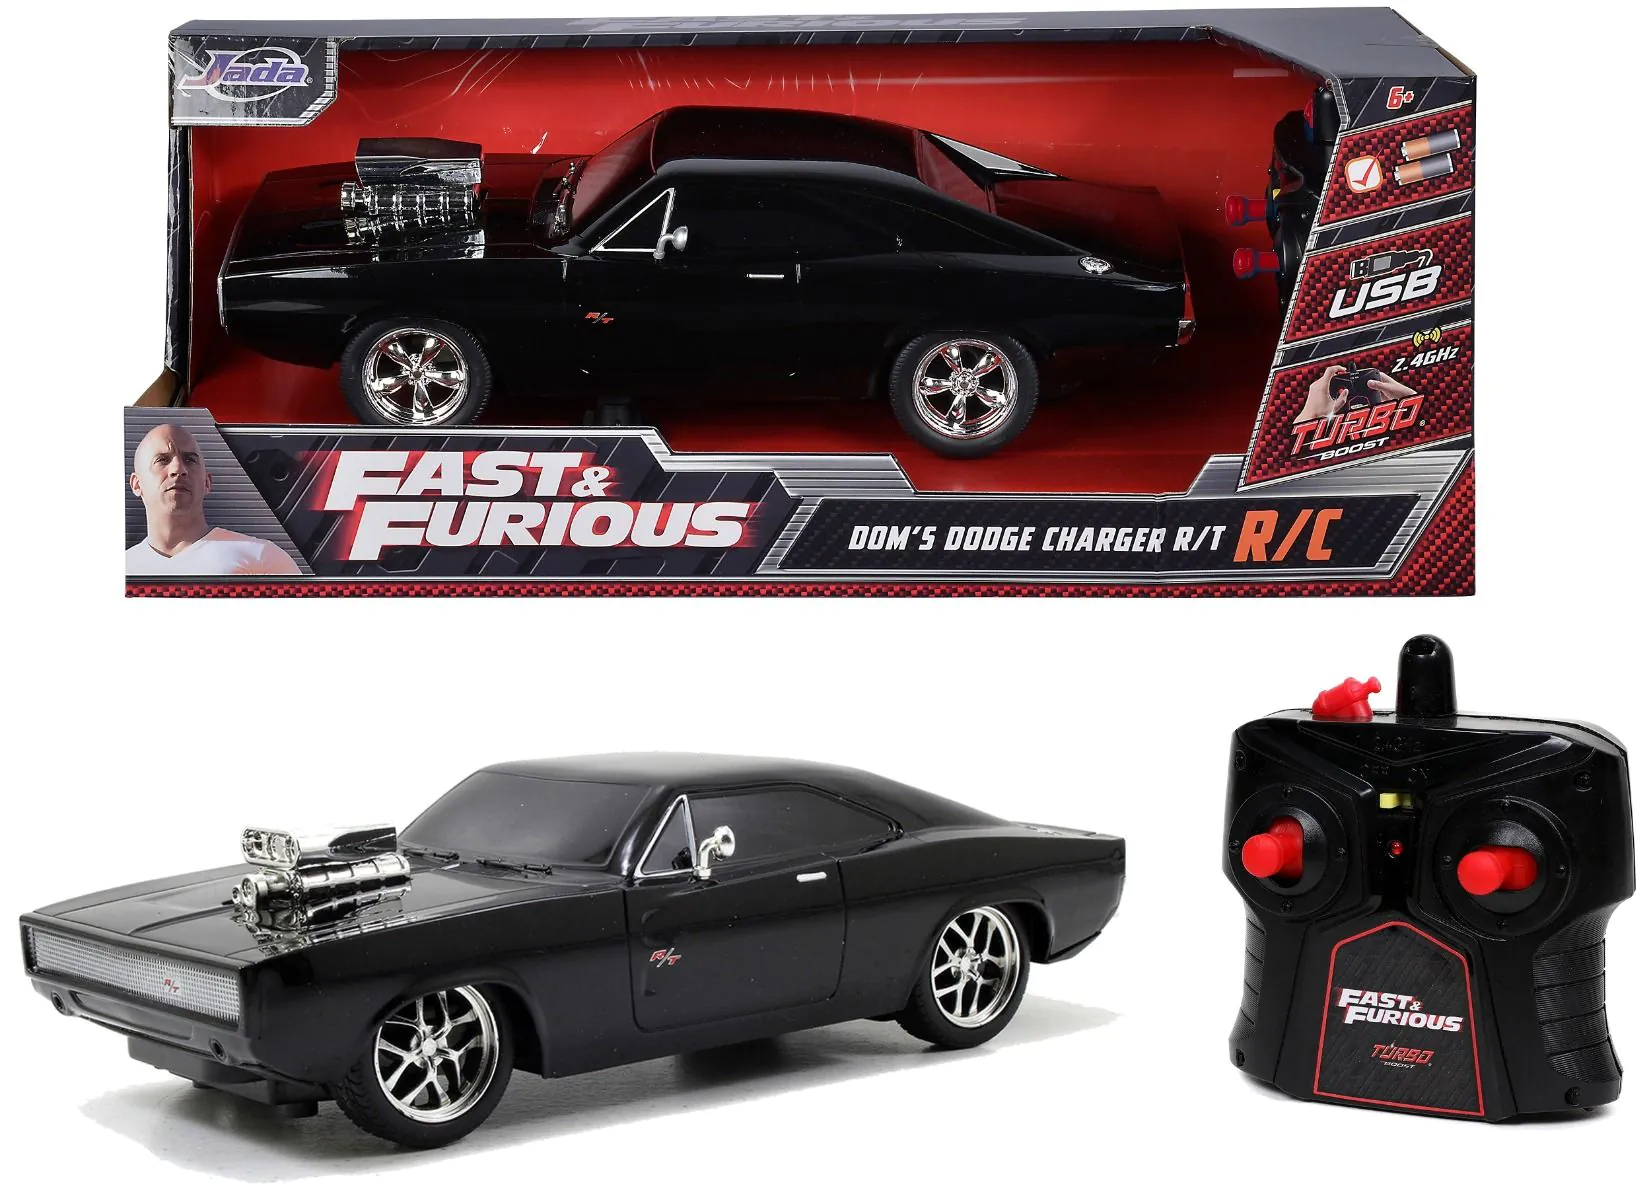 Jada
6+
USB
2.4GHz
TURBO
BOOST
R/T
FAST &
FURIOUS
DOM'S DODGE CHARGER R/T R/C
R/T
R/T
FAST &
FURIOUS
TURBO
BOOST